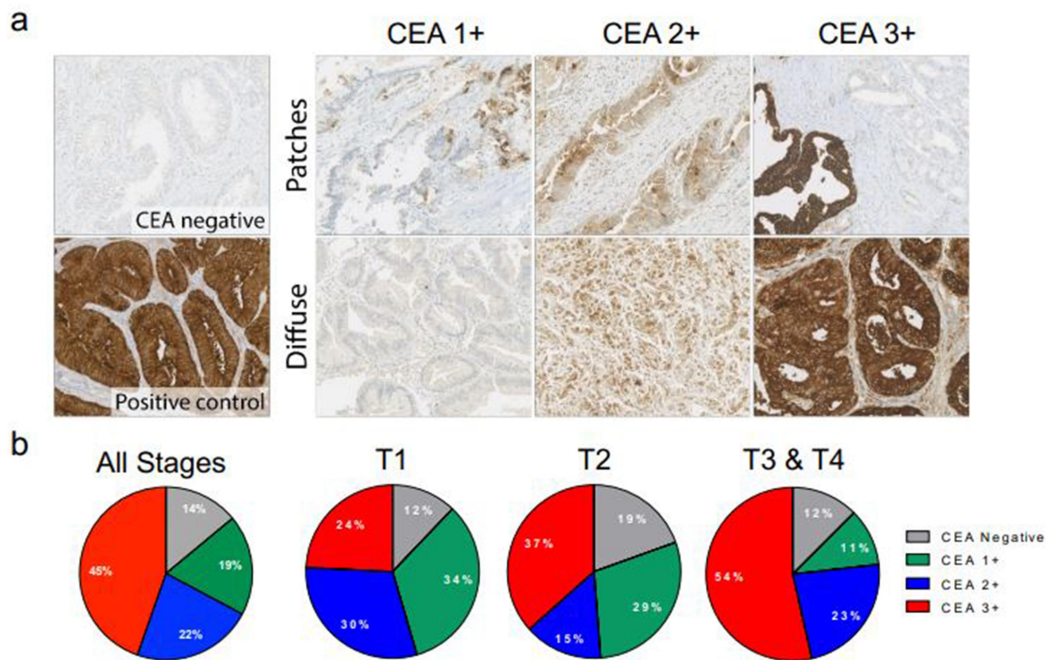 a
CEA 1+
CEA 2+
CEA 3+
CEA negative
Patches
Positive control
Diffuse
b
All Stages
T1
T2
T3 & T4
14%
19%
22%
45%
12%
34%
30%
24%
19%
29%
15%
37%
12%
11%
23%
54%
CEA Negative
CEA 1+
CEA 2+
CEA 3+